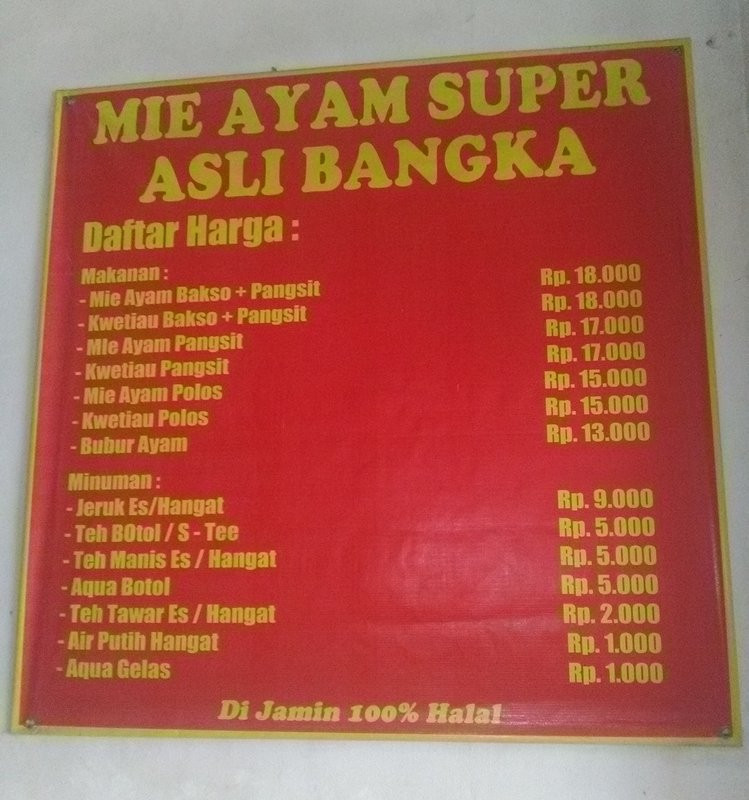 MIE AYAM SUPER
ASLI BANGKA
Daftar Harga :
Makanan :
- Mie Ayam Bakso + Pangsit Rp. 18.000
- Kwetiau Bakso + Pangsit Rp. 18.000
- MIe Ayam Pangsit Rp. 17.000
- Kwetiau Pangsit Rp. 17.000
- Mie Ayam Polos Rp. 15.000
- Kwetiau Polos Rp. 15.000
- Bubur Ayam Rp. 13.000
Minuman :
- Jeruk Es/Hangat Rp. 9.000
- Teh BOtol / S - Tee Rp. 5.000
- Teh Manis Es / Hangat Rp. 5.000
- Aqua Botol Rp. 5.000
- Teh Tawar Es / Hangat Rp. 2.000
- Air Putih Hangat Rp. 1.000
- Aqua Gelas Rp. 1.000
Di Jamin 100% Halal